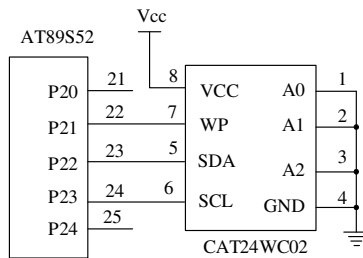 Vcc
AT89S52
P20 21
P21 22 7 WP
P22 23 5 SDA
P23 24 6 SCL
P24 25
8 VCC
A0 1
A1 2
A2 3
GND 4
CAT24WC02